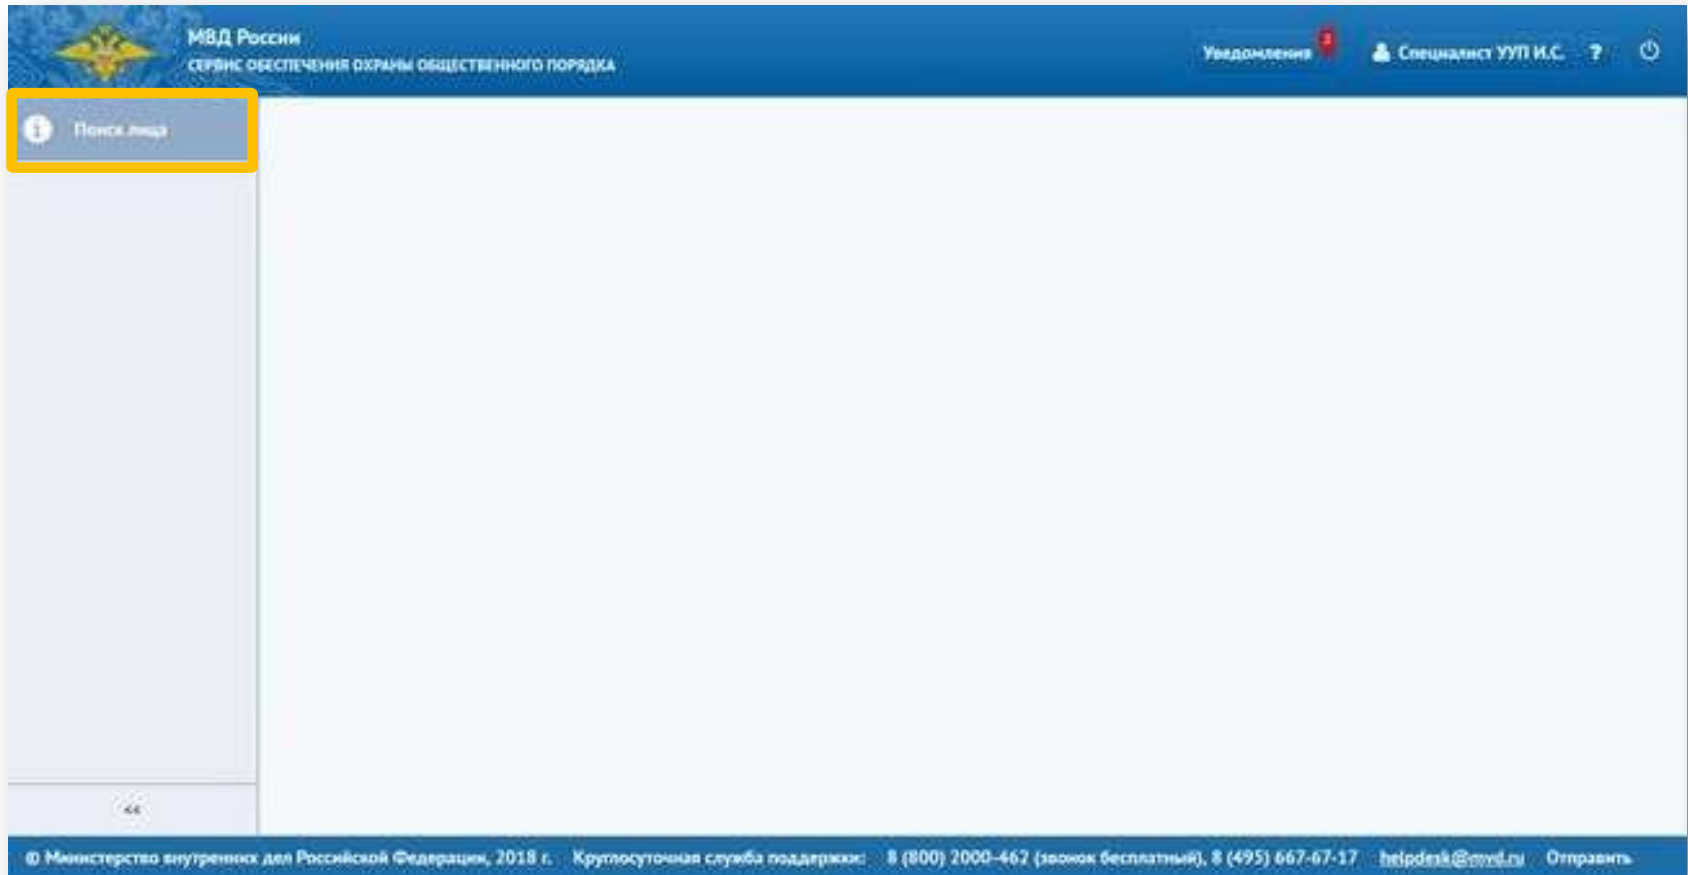 МВД России
СЕРВИС ОБЕСПЕЧЕНИЯ ОХРАНЫ ОБЩЕСТВЕННОГО ПОРЯДКА
Уведомления 3 Специалист УУП И.С. ?
Поиск лица
<<
© Министерство внутренних дел Российской Федерации, 2018 г. Круглосуточная служба поддержки: 8 (800) 2000-462 (звонок бесплатный), 8 (495) 667-67-17 helpdesk@mvd.ru Отправить